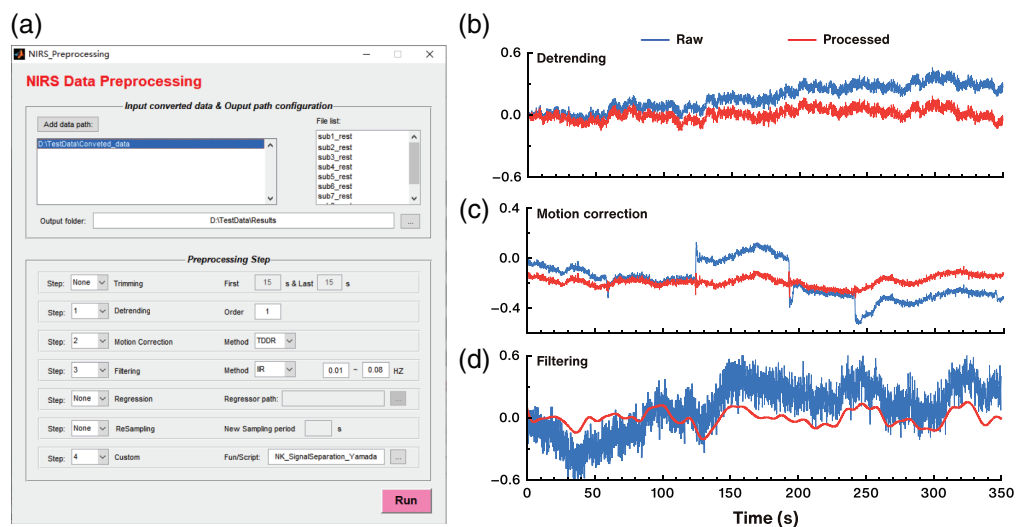 (a)
NIRS_Preprocessing
NIRS Data Preprocessing
Input converted data & Ouput path configuration
Add data path:
D:\TestData\Conveted_data
File list:
sub1_rest
sub2_rest
sub3_rest
sub4_rest
sub5_rest
sub6_rest
sub7_rest
Output folder: D:\TestData\Results ...
Preprocessing Step
Step: None Trimming First 15 s & Last 15 s
Step: 1 Detrending Order 1
Step: 2 Motion Correction Method TDDR
Step: 3 Filtering Method IIR 0.01 ~ 0.08 HZ
Step: None Regression Regressor path: ...
Step: None ReSampling New Sampling period s
Step: 4 Custom Fun/Script: NK_SignalSeparation_Yamada ...
Run
(b)
Raw Processed
Detrending
0.6
0.0
−0.6
(c)
Motion correction
0.4
0.0
−0.4
(d)
Filtering
0.6
0.0
−0.6
0 50 100 150 200 250 300 350
Time (s)